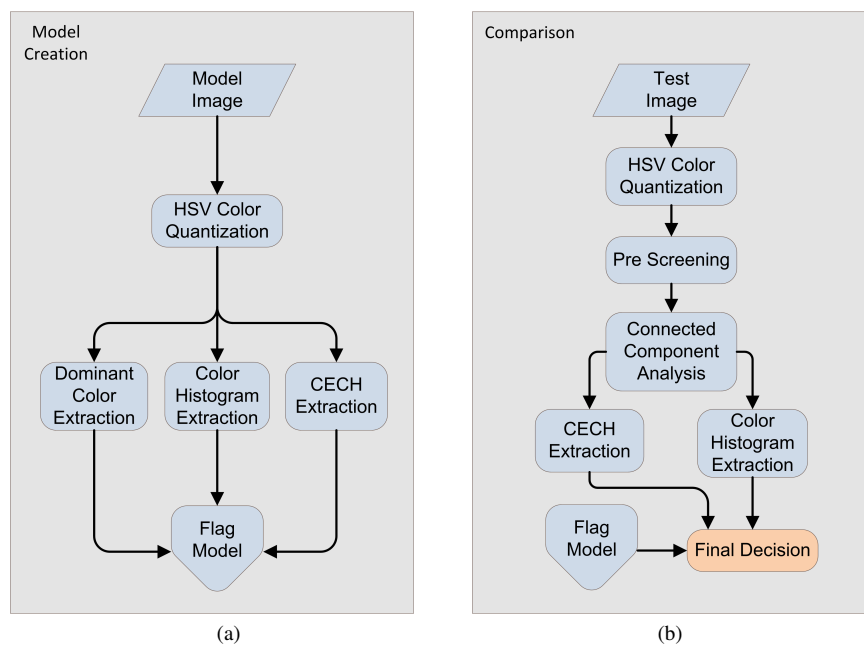 Model
Creation
Model
Image
HSV Color
Quantization
Dominant
Color
Extraction
Color
Histogram
Extraction
CECH
Extraction
Flag
Model
(a)
Comparison
Test
Image
HSV Color
Quantization
Pre Screening
Connected
Component
Analysis
CECH
Extraction
Color
Histogram
Extraction
Flag
Model
Final Decision
(b)